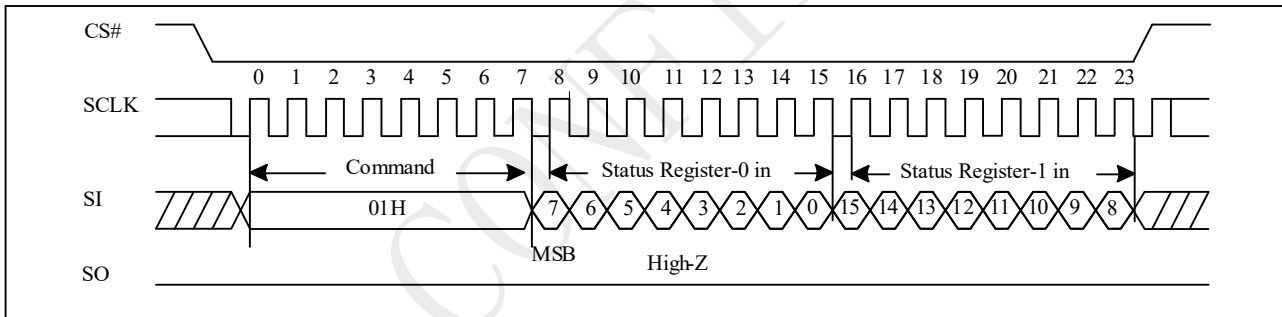 CS#
0 1 2 3 4 5 6 7 8 9 10 11 12 13 14 15 16 17 18 19 20 21 22 23
SCLK
Command Status Register-0 in Status Register-1 in
SI 01H 7 6 5 4 3 2 1 0 15 14 13 12 11 10 9 8
MSB High-Z
SO